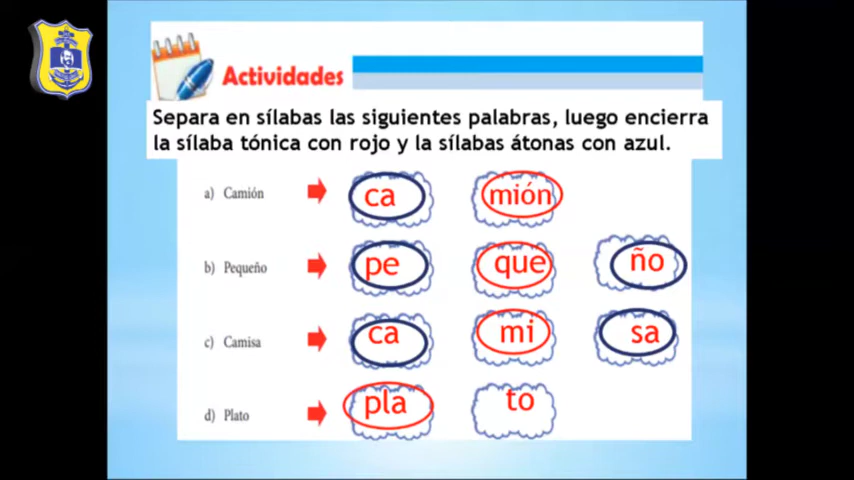 Actividades
Separa en sílabas las siguientes palabras, luego encierra
la sílaba tónica con rojo y la sílabas átonas con azul.
a) Camión ca mión
b) Pequeño pe que ño
c) Camisa ca mi sa
d) Plato pla to